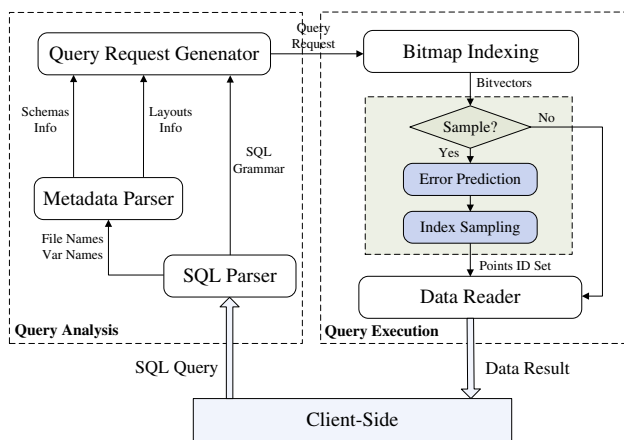 Query Request Genenator
Query
Request
Bitmap Indexing
Bitvectors
Schemas
Info
Layouts
Info
Sample?
No
Yes
SQL
Grammar
Error Prediction
Metadata Parser
Index Sampling
File Names
Var Names
SQL Parser
Points ID Set
Data Reader
Query Analysis
Query Execution
SQL Query
Data Result
Client-Side